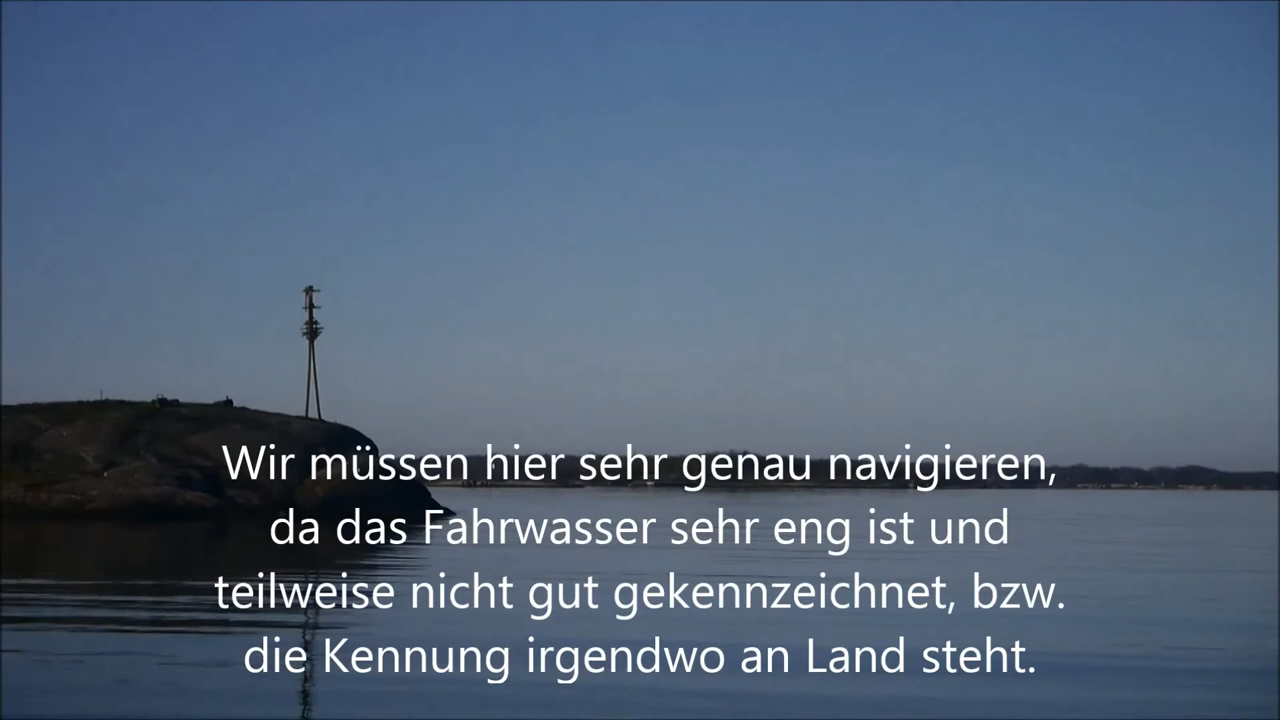 Wir müssen hier sehr genau navigieren,
da das Fahrwasser sehr eng ist und
teilweise nicht gut gekennzeichnet, bzw.
die Kennung irgendwo an Land steht.